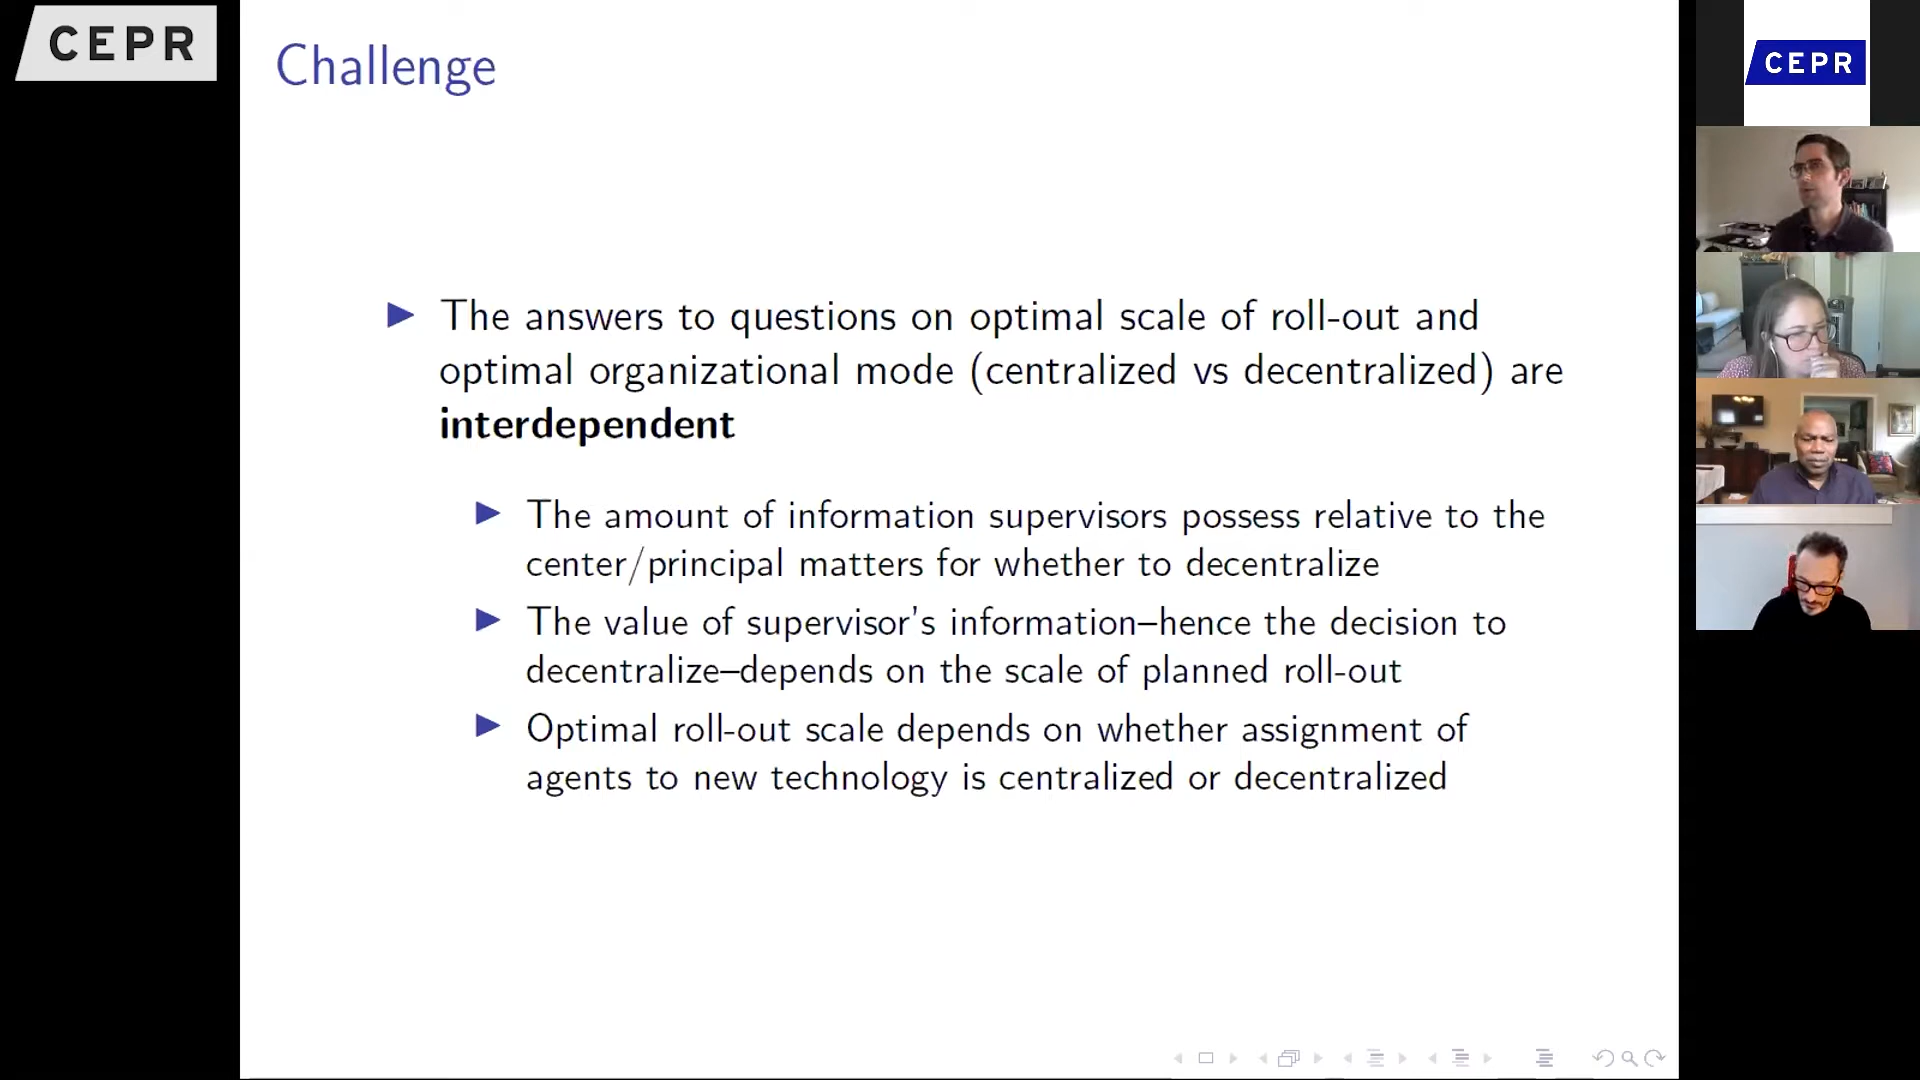 CEPR
Challenge
CEPR
The answers to questions on optimal scale of roll-out and
optimal organizational mode (centralized vs decentralized) are
interdependent
The amount of information supervisors possess relative to the
center/principal matters for whether to decentralize
The value of supervisor's information–hence the decision to
decentralize–depends on the scale of planned roll-out
Optimal roll-out scale depends on whether assignment of
agents to new technology is centralized or decentralized